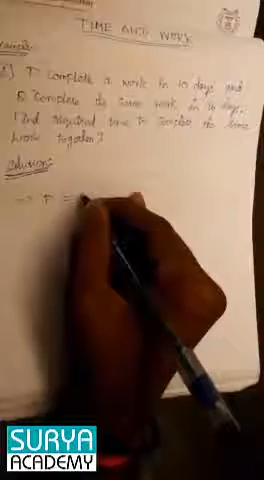 TIME AND WORK
Example
1) P Complete a work in 10 days and
Q Complete the same work in days.
Find required time to complete the same
work together?
Solution:
→ P =
SURYA
ACADEMY